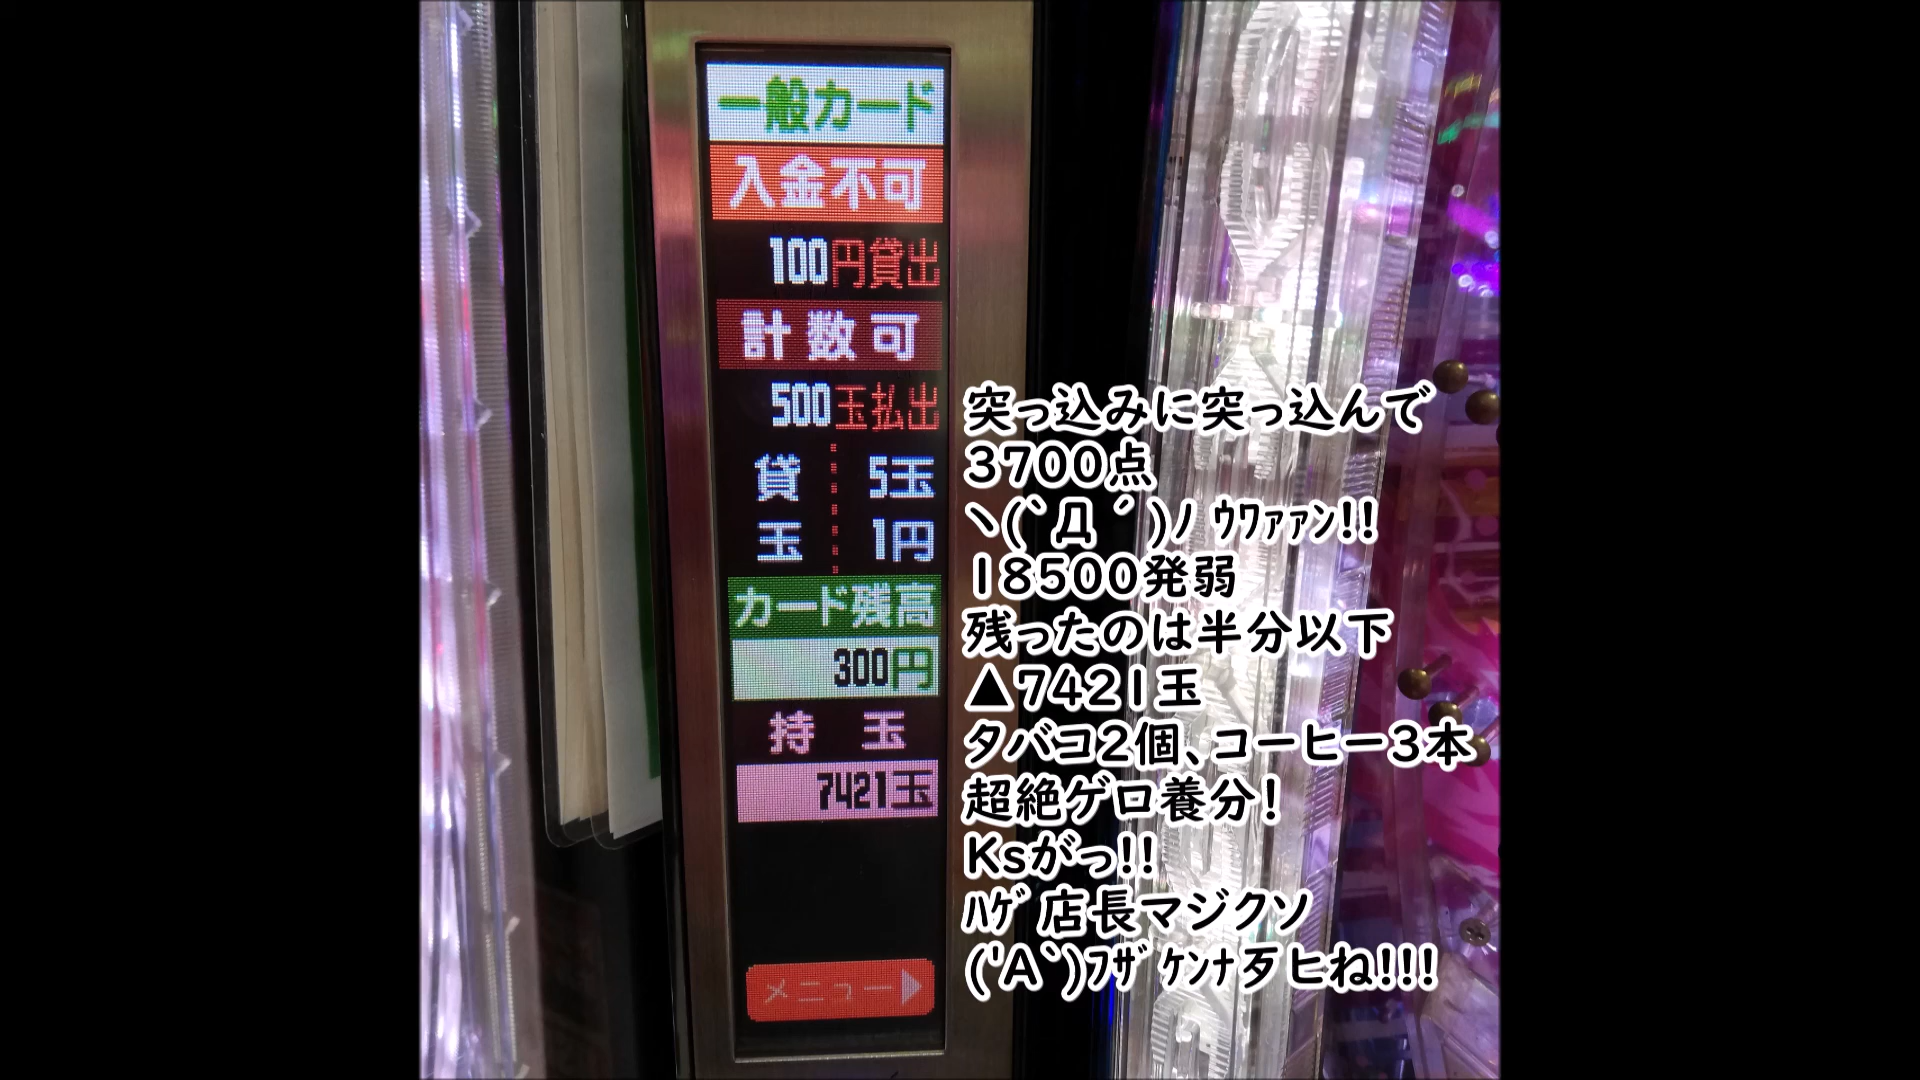 一般カード
入金不可
100円貸出
計数可
500玉払出
貸 5玉
玉 1円
カード残高
300円
持 玉
7421玉
メニュー▶
突っ込みに突っ込んで
3700点
ヽ(`Д´)ﾉ ｳﾜｧｧﾝ!!
18500発弱
残ったのは半分以下
▲7421玉
タバコ2個、コーヒー3本
超絶ゲロ養分!
Ksがっ!!
ﾊｹﾞ店長マジクソ
('A`)ﾌｻﾞｹﾝﾅ歹ヒね!!!